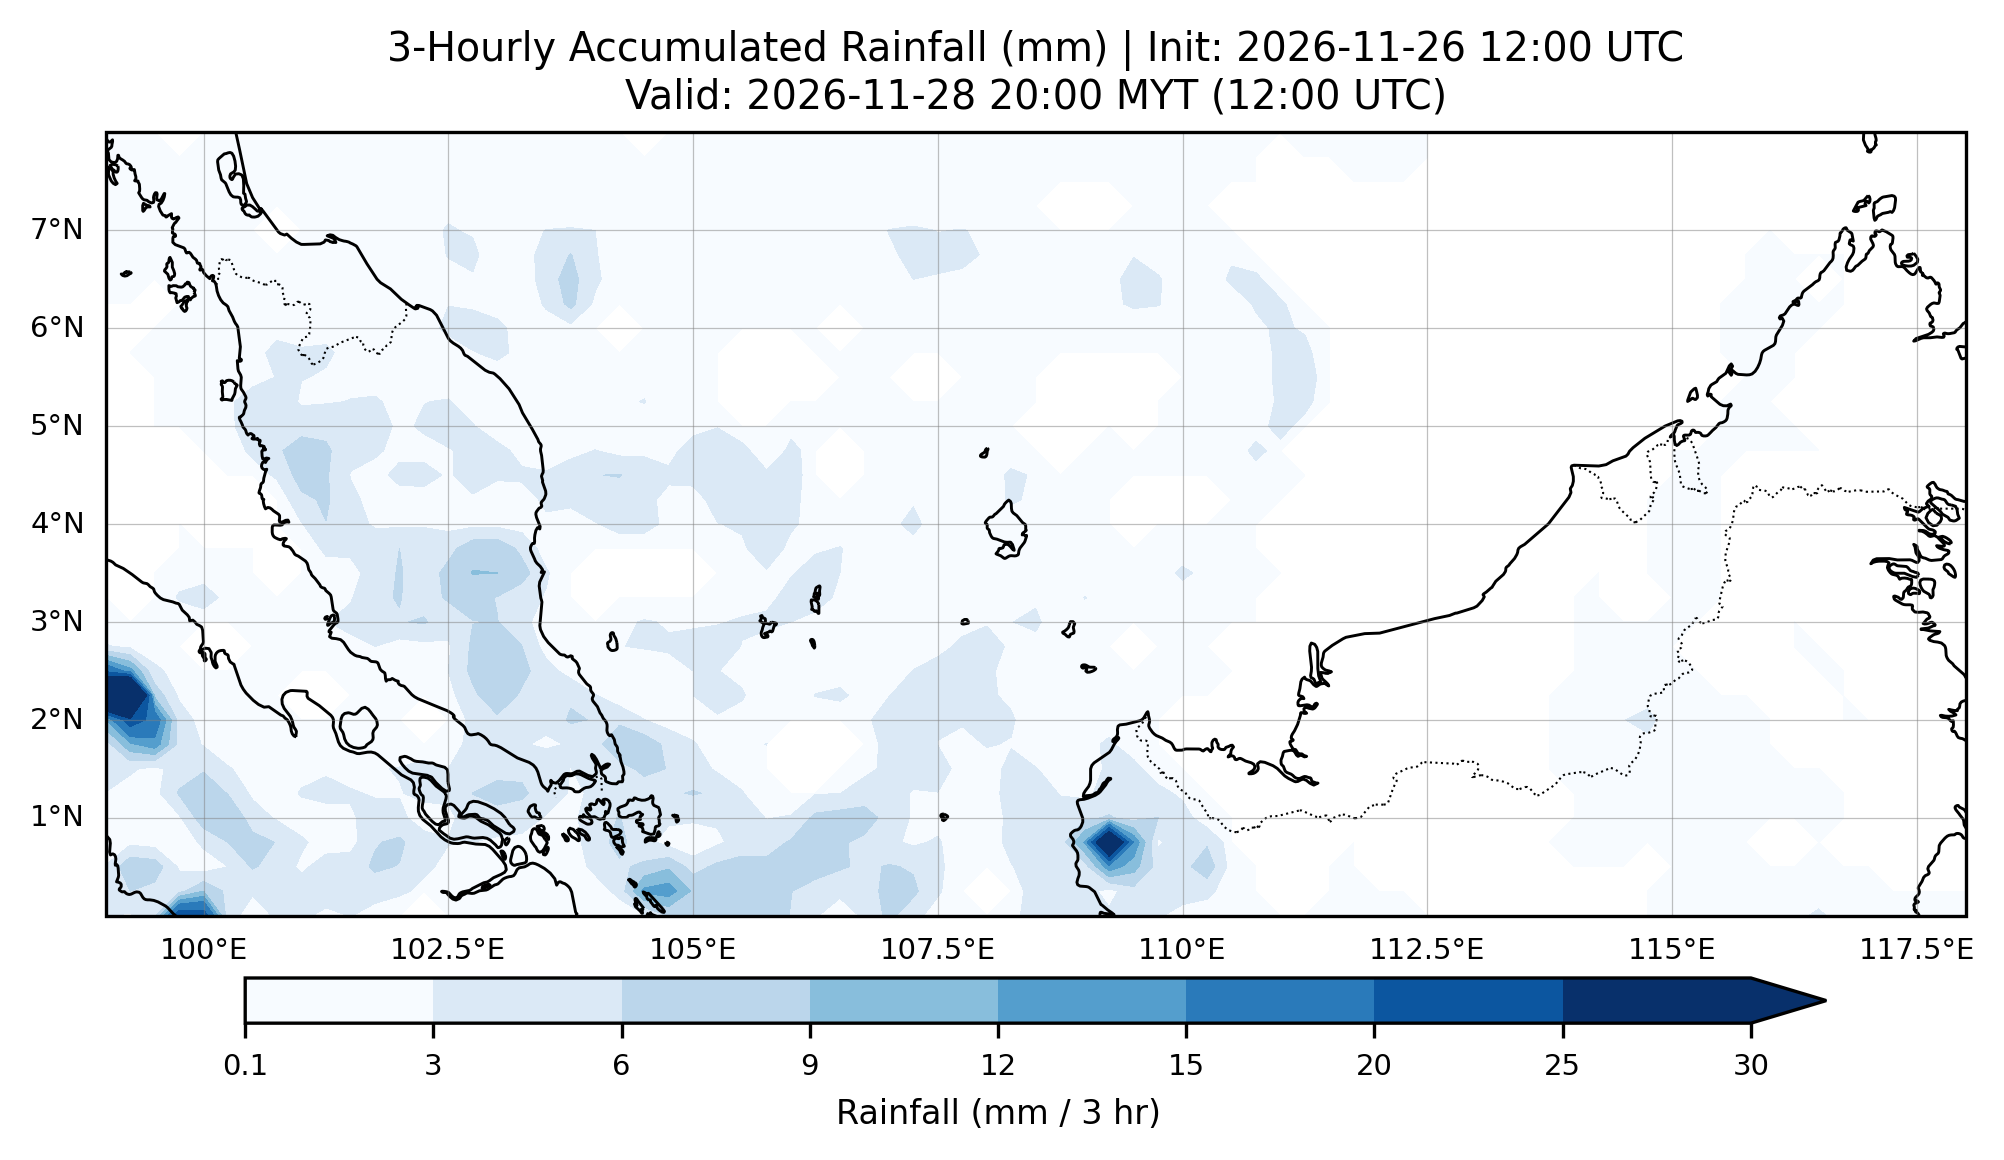 3-Hourly Accumulated Rainfall (mm) | Init: 2026-11-26 12:00 UTC
Valid: 2026-11-28 20:00 MYT (12:00 UTC)
7°N
6°N
5°N
4°N
3°N
2°N
1°N
100°E 102.5°E 105°E 107.5°E 110°E 112.5°E 115°E 117.5°E
0.1 3 6 9 12 15 20 25 30
Rainfall (mm / 3 hr)